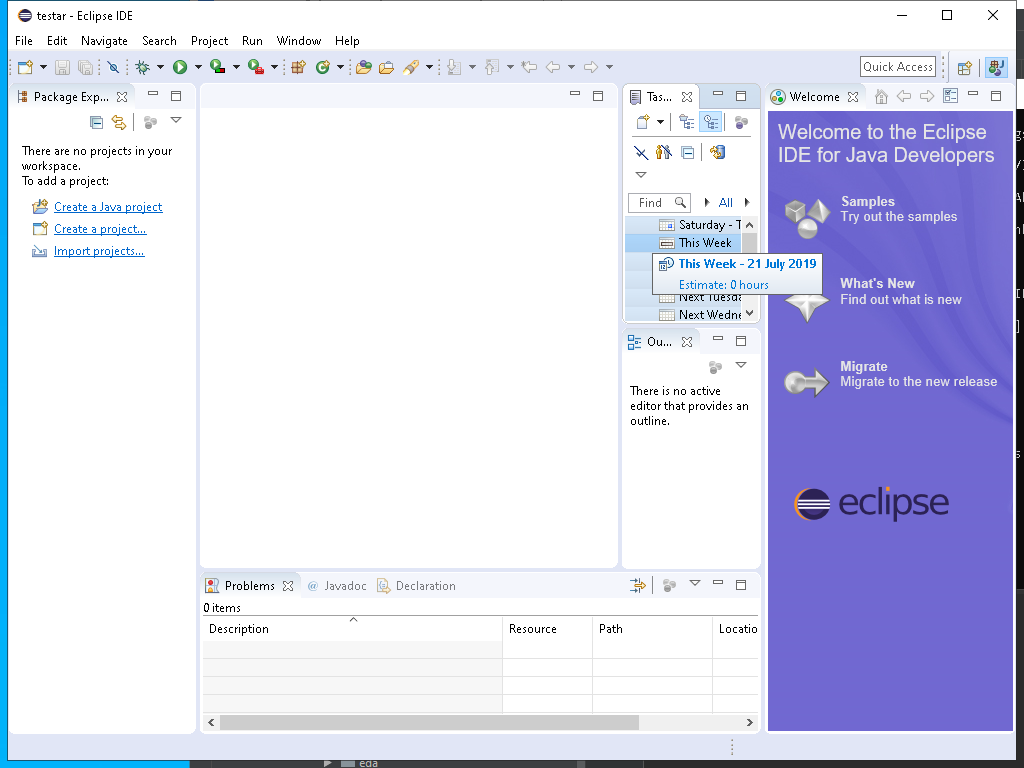 testar - Eclipse IDE
File Edit Navigate Search Project Run Window Help
Quick Access
Package Exp...
There are no projects in your
workspace.
To add a project:
Create a Java project
Create a project...
Import projects...
Tas...
Find
All
Saturday - T
This Week
This Week - 21 July 2019
Estimate: 0 hours
Next Tuesda
Next Wedne
Ou...
There is no active
editor that provides an
outline.
Welcome
Welcome to the Eclipse
IDE for Java Developers
Samples
Try out the samples
What's New
Find out what is new
Migrate
Migrate to the new release
eclipse
Problems Javadoc Declaration
0 items
Description Resource Path Locatio
eda